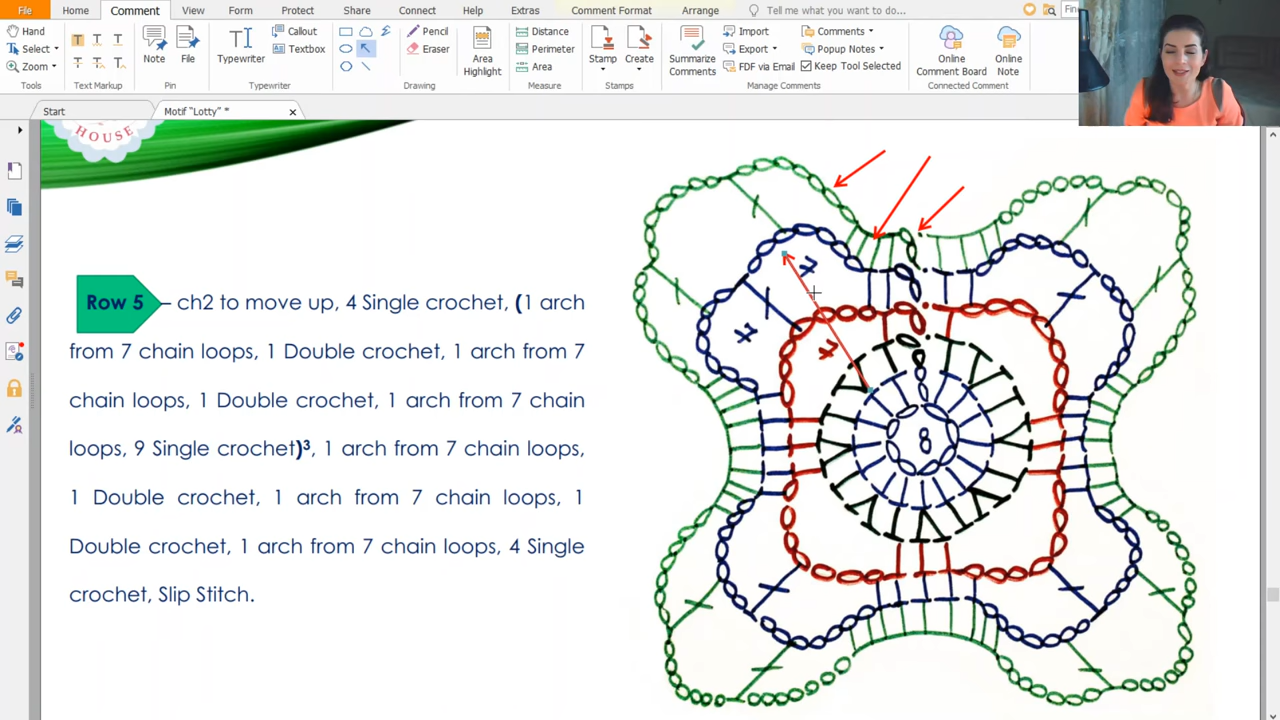 File Home Comment View Form Protect Share Connect Help Extras Comment Format Arrange Tell me what you want to do... Fin
Hand
Select
Zoom
Tools
T T T
T T T
Text Markup
Note
File
Pin
Typewriter
Callout
Textbox
Typewriter
Pencil
Eraser
Area
Highlight
Drawing
Distance
Perimeter
Area
Measure
Stamp
Create
Stamps
Summarize
Comments
Import
Export
FDF via Email
Comments
Popup Notes
Keep Tool Selected
Manage Comments
Online
Comment Board
Online
Note
Connected Comment
Start
Motif "Lotty" *
HOUSE
Row 5 – ch2 to move up, 4 Single crochet, (1 arch
from 7 chain loops, 1 Double crochet, 1 arch from 7
chain loops, 1 Double crochet, 1 arch from 7 chain
loops, 9 Single crochet)³, 1 arch from 7 chain loops,
1 Double crochet, 1 arch from 7 chain loops, 1
Double crochet, 1 arch from 7 chain loops, 4 Single
crochet, Slip Stitch.
7
7
7
8